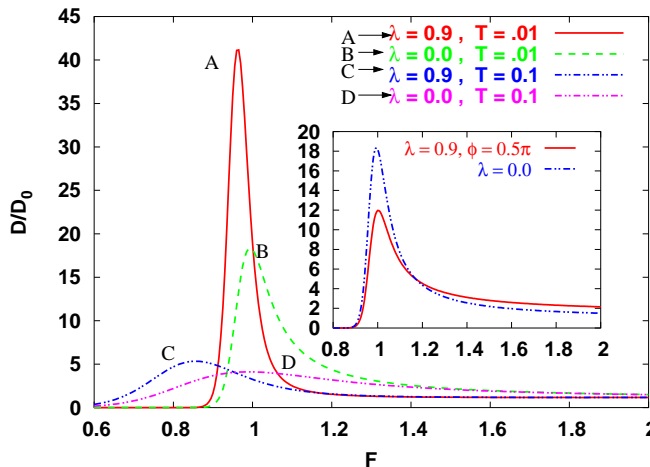 A λ = 0.9 , T = .01
B λ = 0.0 , T = .01
C λ = 0.9 , T = 0.1
D λ = 0.0 , T = 0.1
45
40
35
30
25
20
15
10
5
0
D/D0
A
B
C
D
0.6 0.8 1 1.2 1.4 1.6 1.8 2
F
λ = 0.9, ϕ = 0.5π
λ = 0.0
20
18
16
14
12
10
8
6
4
2
0
0.8 1 1.2 1.4 1.6 1.8 2